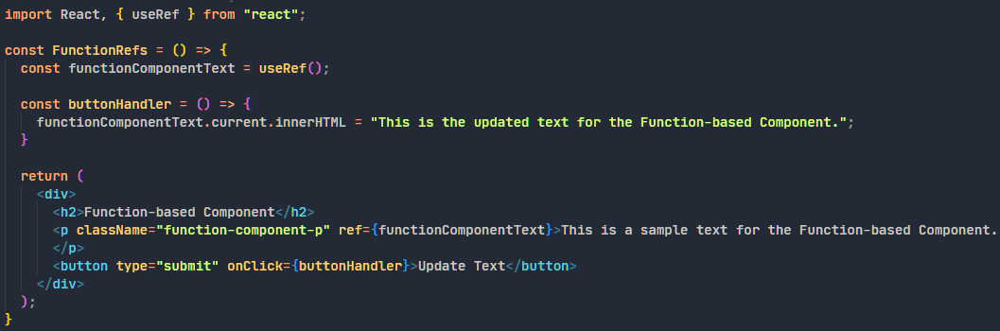 import React, { useRef } from "react";
const FunctionRefs = () => {
const functionComponentText = useRef();
const buttonHandler = () => {
functionComponentText.current.innerHTML = "This is the updated text for the Function-based Component.";
}
return (
<div>
<h2>Function-based Component</h2>
<p className="function-component-p" ref={functionComponentText}>This is a sample text for the Function-based Component.
</p>
<button type="submit" onClick={buttonHandler}>Update Text</button>
</div>
);
}